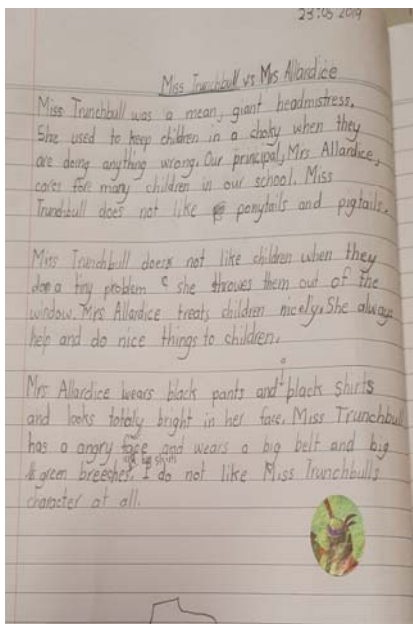 23:05 2019
Miss Trunchbull vs Mrs Allardice
Miss Trunchbull was a mean, giant headmistress.
She used to keep children in a choky when they
are doing anything wrong. Our principal, Mrs Allardice,
cares fore many children in our school. Miss
Trunchbull does not like ponytails and pigtails.
Miss Trunchbull does not like children when they
do a tiny problem she throwes them out of the
window. Mrs Allardice treats children nicely. She always
help and do nice things to children.
Mrs Allardice wears black pants and black shirts
and looks totaly bright in her face. Miss Trunchbull
has a angry face and wears a big belt and big
green breeches. I do not like Miss Trunchbulls
character at all.